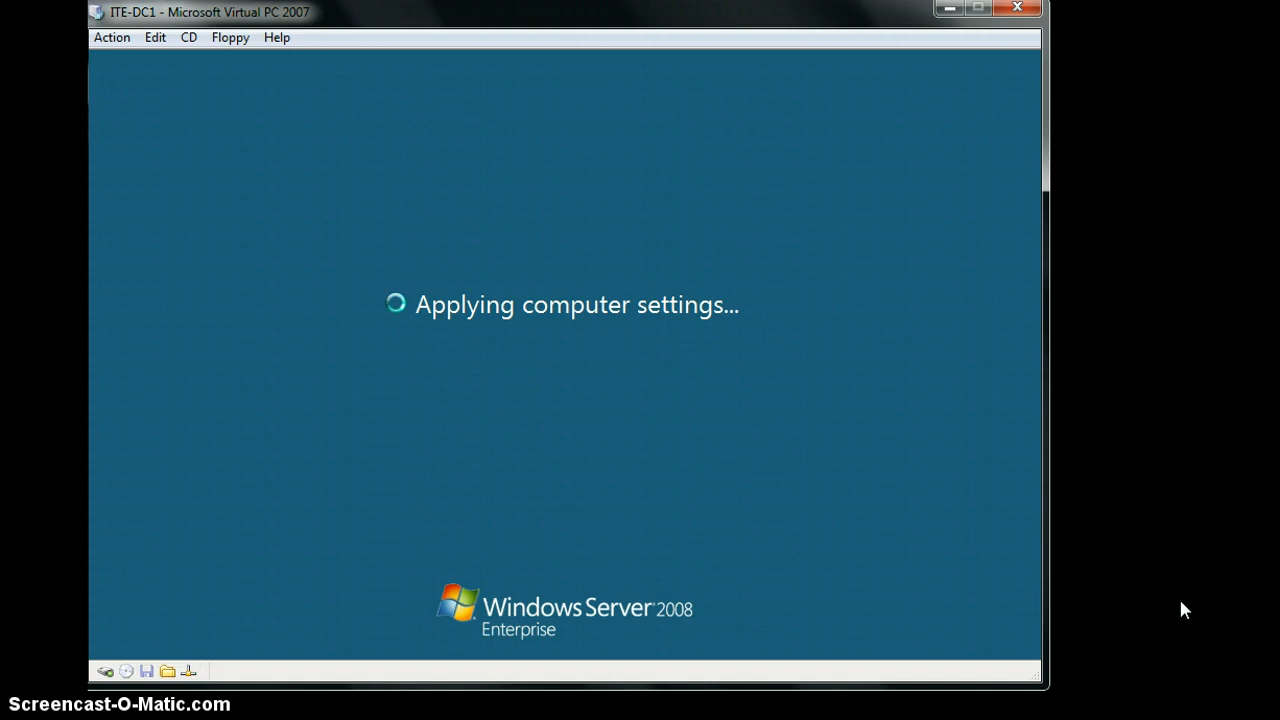 ITE-DC1 - Microsoft Virtual PC 2007
Action Edit CD Floppy Help
Applying computer settings...
Windows Server 2008
Enterprise
Screencast-O-Matic.com